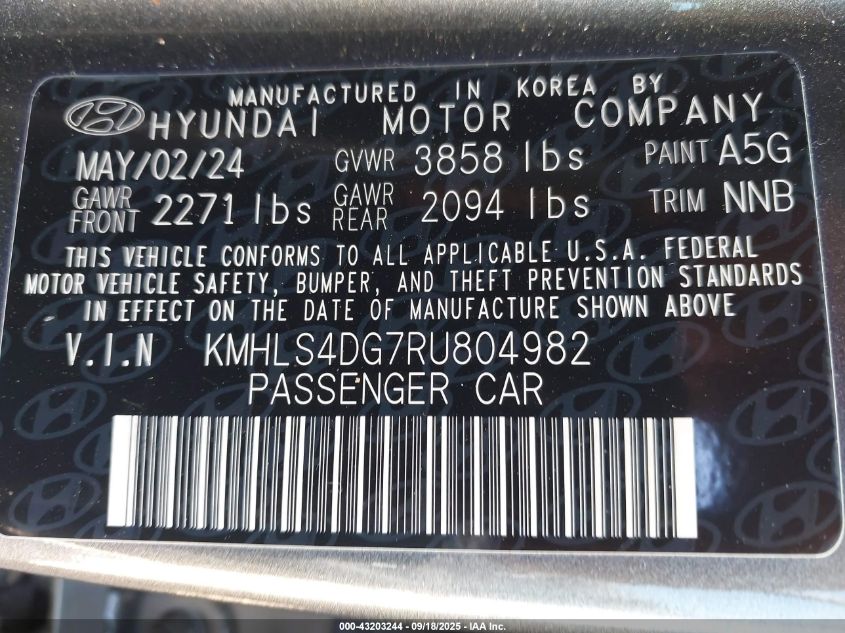 MANUFACTURED IN KOREA BY
HYUNDAI MOTOR COMPANY
MAY/02/24 GVWR 3858 lbs PAINT A5G
GAWR FRONT 2271 lbs GAWR REAR 2094 lbs TRIM NNB
THIS VEHICLE CONFORMS TO ALL APPLICABLE U.S.A. FEDERAL
MOTOR VEHICLE SAFETY, BUMPER, AND THEFT PREVENTION STANDARDS
IN EFFECT ON THE DATE OF MANUFACTURE SHOWN ABOVE
V.I.N KMHLS4DG7RU804982
PASSENGER CAR
000-43203244 - 09/18/2025 - IAA Inc.